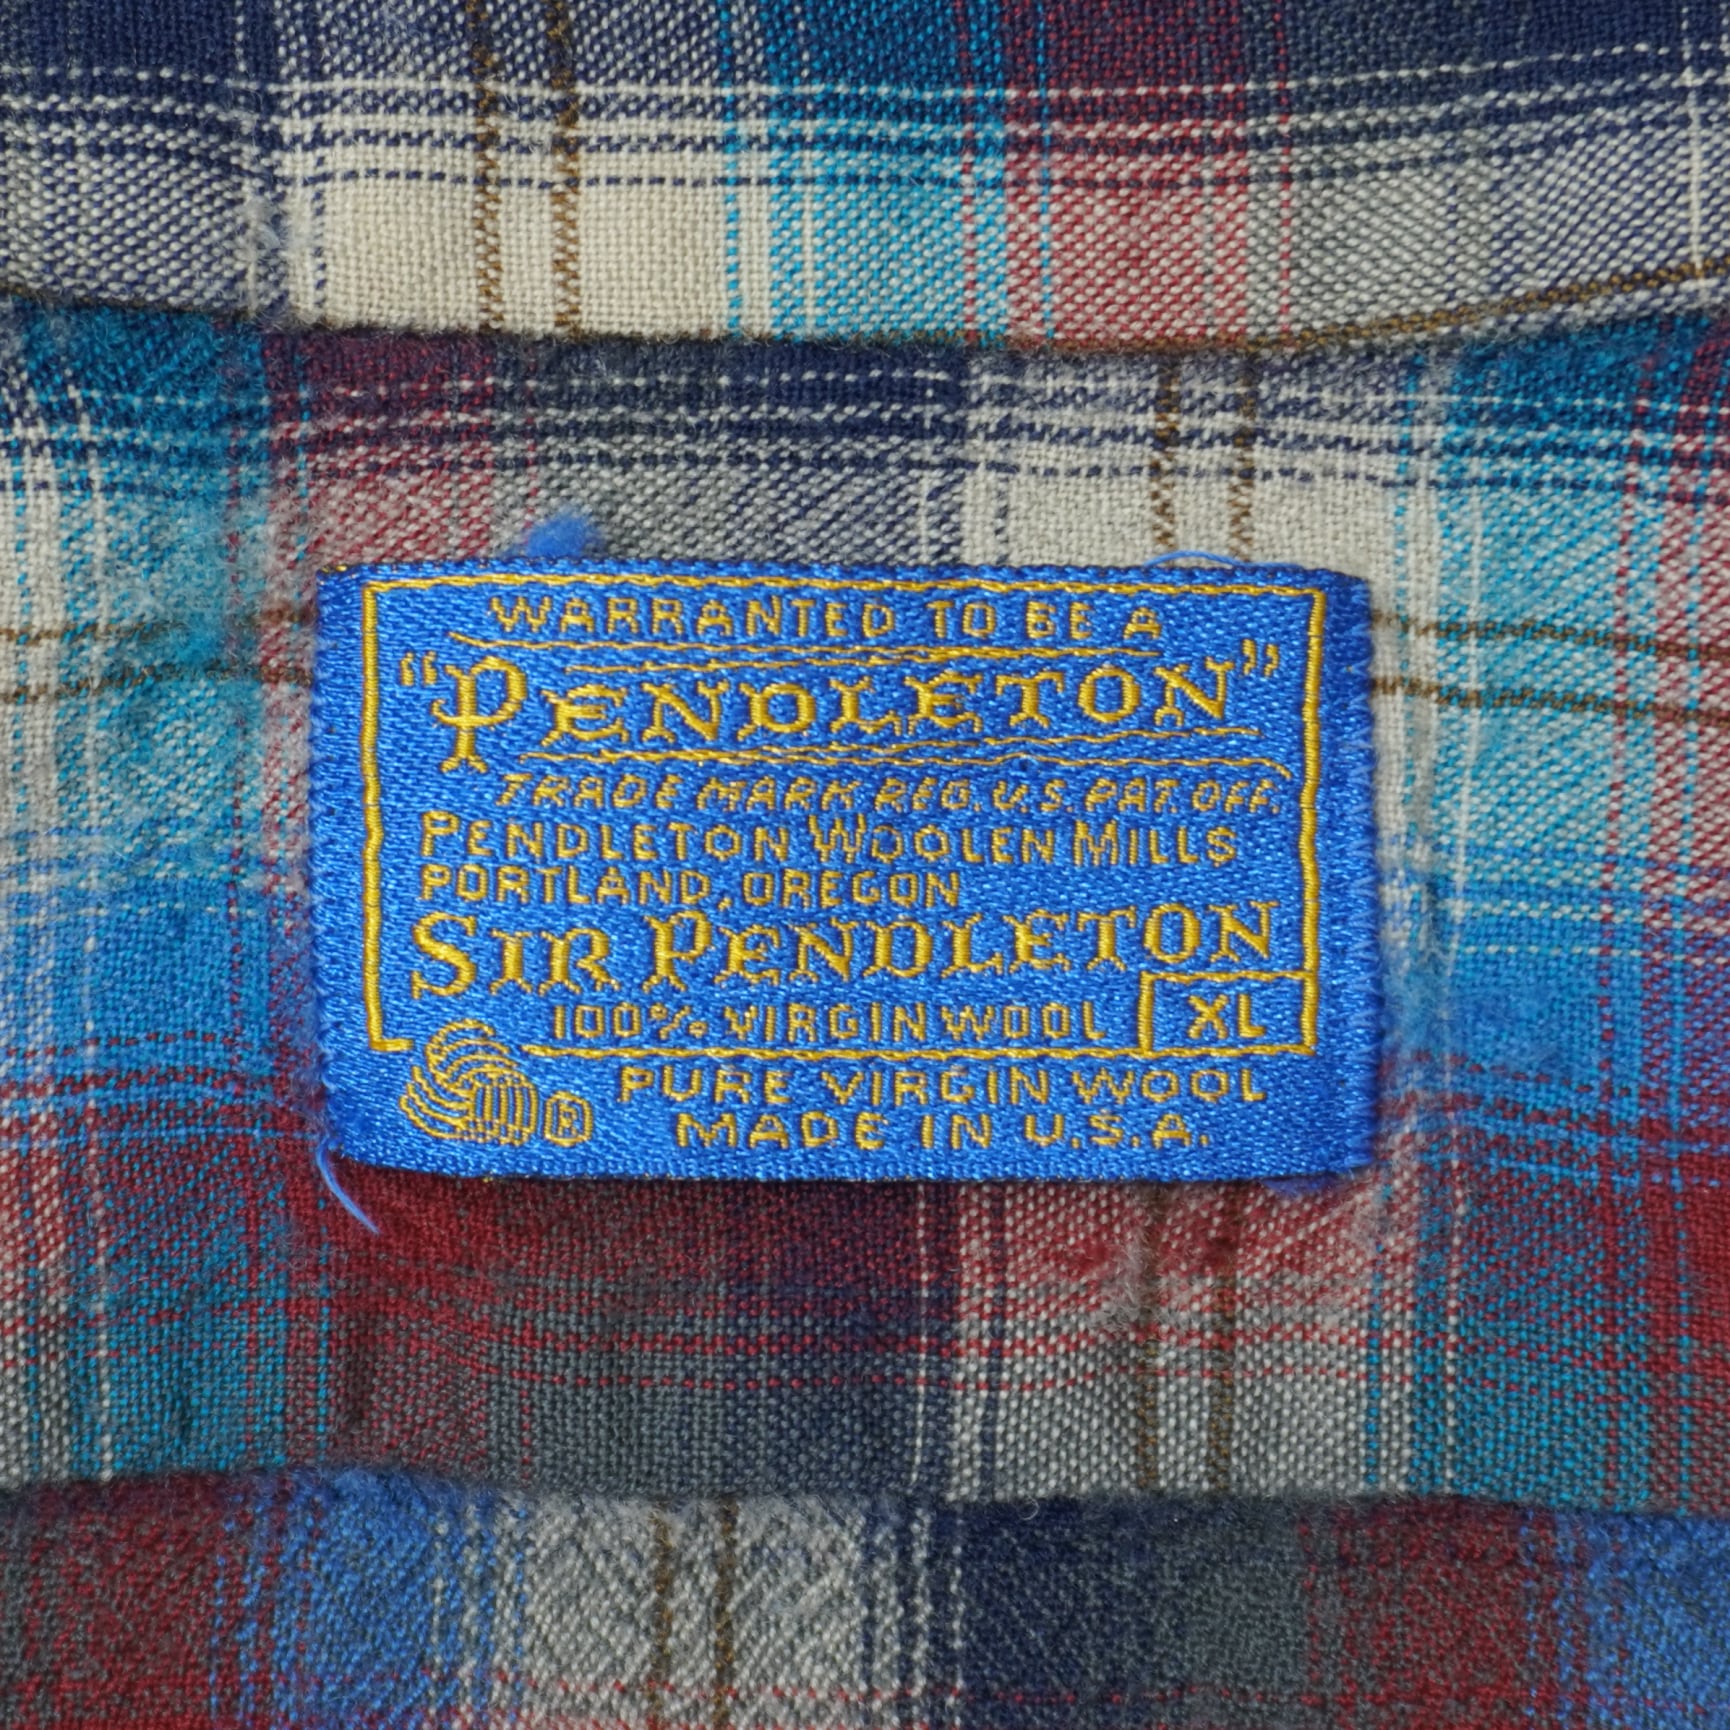 WARRANTED TO BE A
"PENDLETON"
TRADE MARK REG. U.S. PAT. OFF.
PENDLETON WOOLEN MILLS
PORTLAND, OREGON
SIR PENDLETON
100% VIRGIN WOOL XL
® PURE VIRGIN WOOL
MADE IN U.S.A.